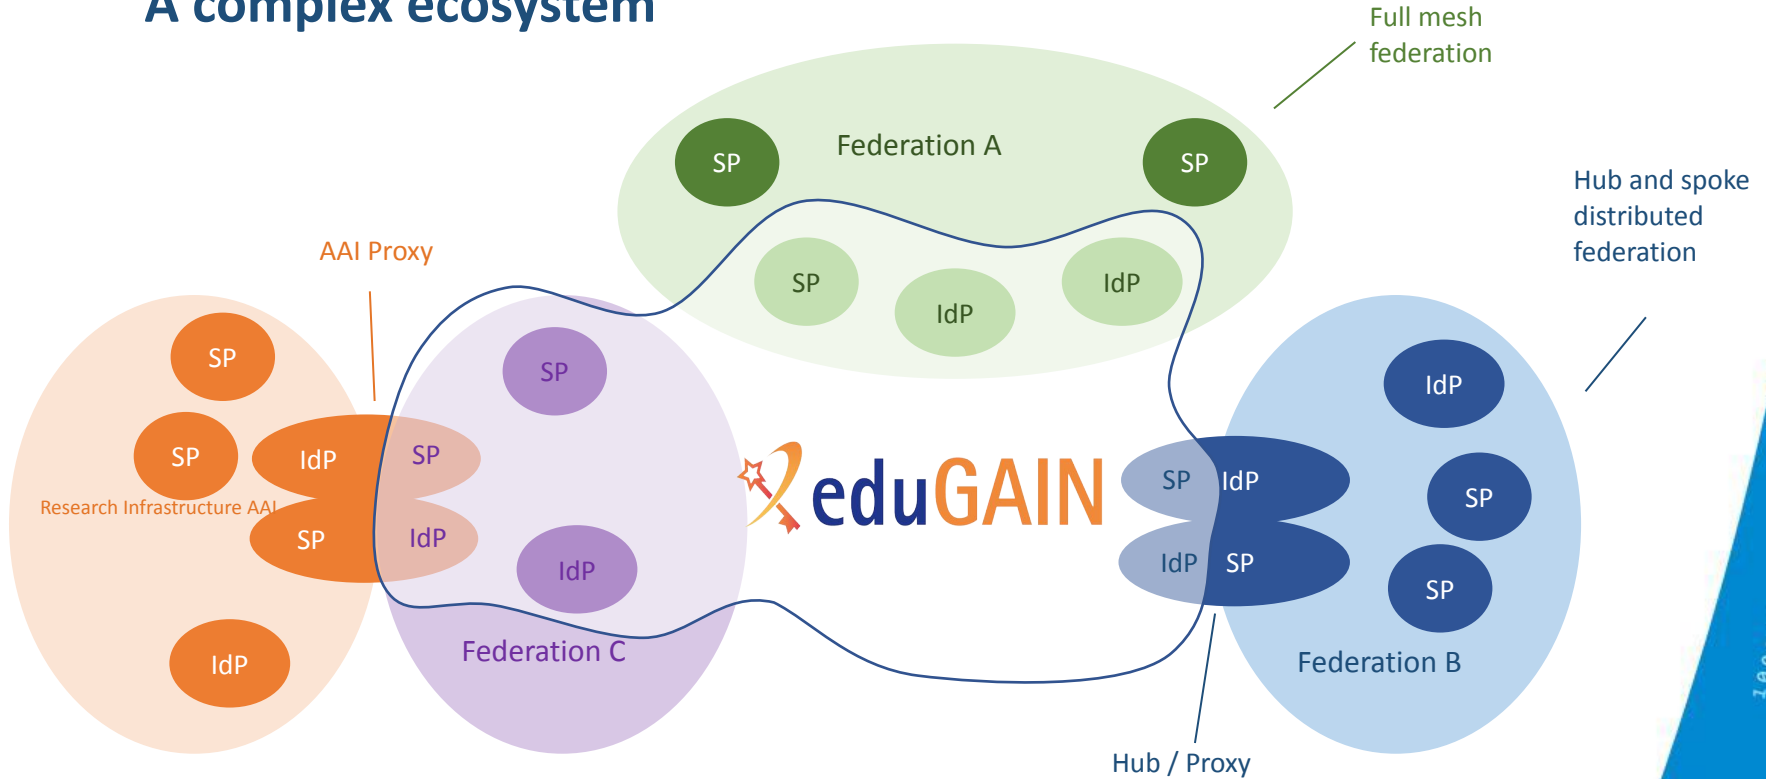 A complex ecosystem
Full mesh
federation
Federation A
SP
SP
Hub and spoke
distributed
federation
AAI Proxy
SP
IdP
IdP
SP
SP
IdP
SP
IdP
SP
eduGAIN
SP
IdP
SP
Research Infrastructure AAI
SP
IdP
IdP
IdP
SP
SP
IdP
Federation C
Federation B
Hub / Proxy